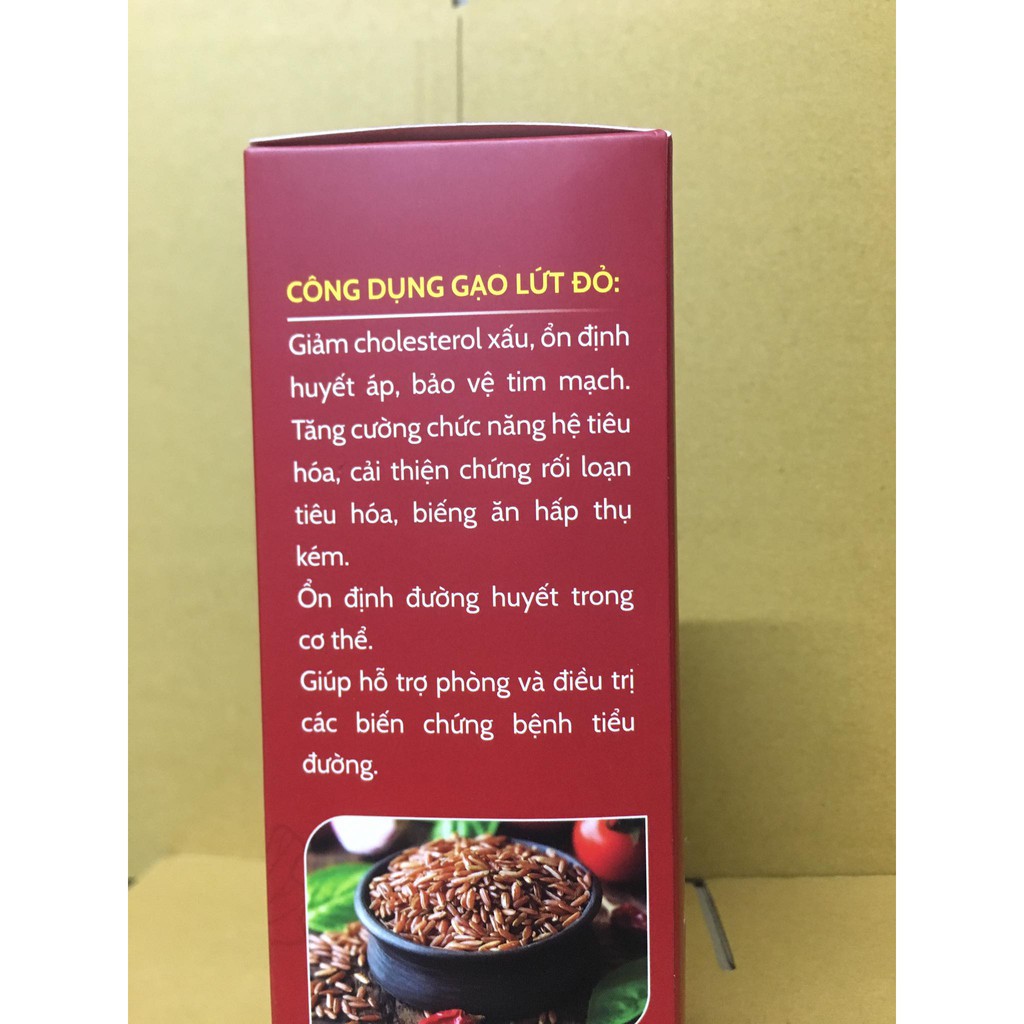 CÔNG DỤNG GẠO LỨT ĐỎ:
Giảm cholesterol xấu, ổn định
huyết áp, bảo vệ tim mạch.
Tăng cường chức năng hệ tiêu
hóa, cải thiện chứng rối loạn
tiêu hóa, biếng ăn hấp thụ
kém.
Ổn định đường huyết trong
cơ thể.
Giúp hỗ trợ phòng và điều trị
các biến chứng bệnh tiểu
đường.